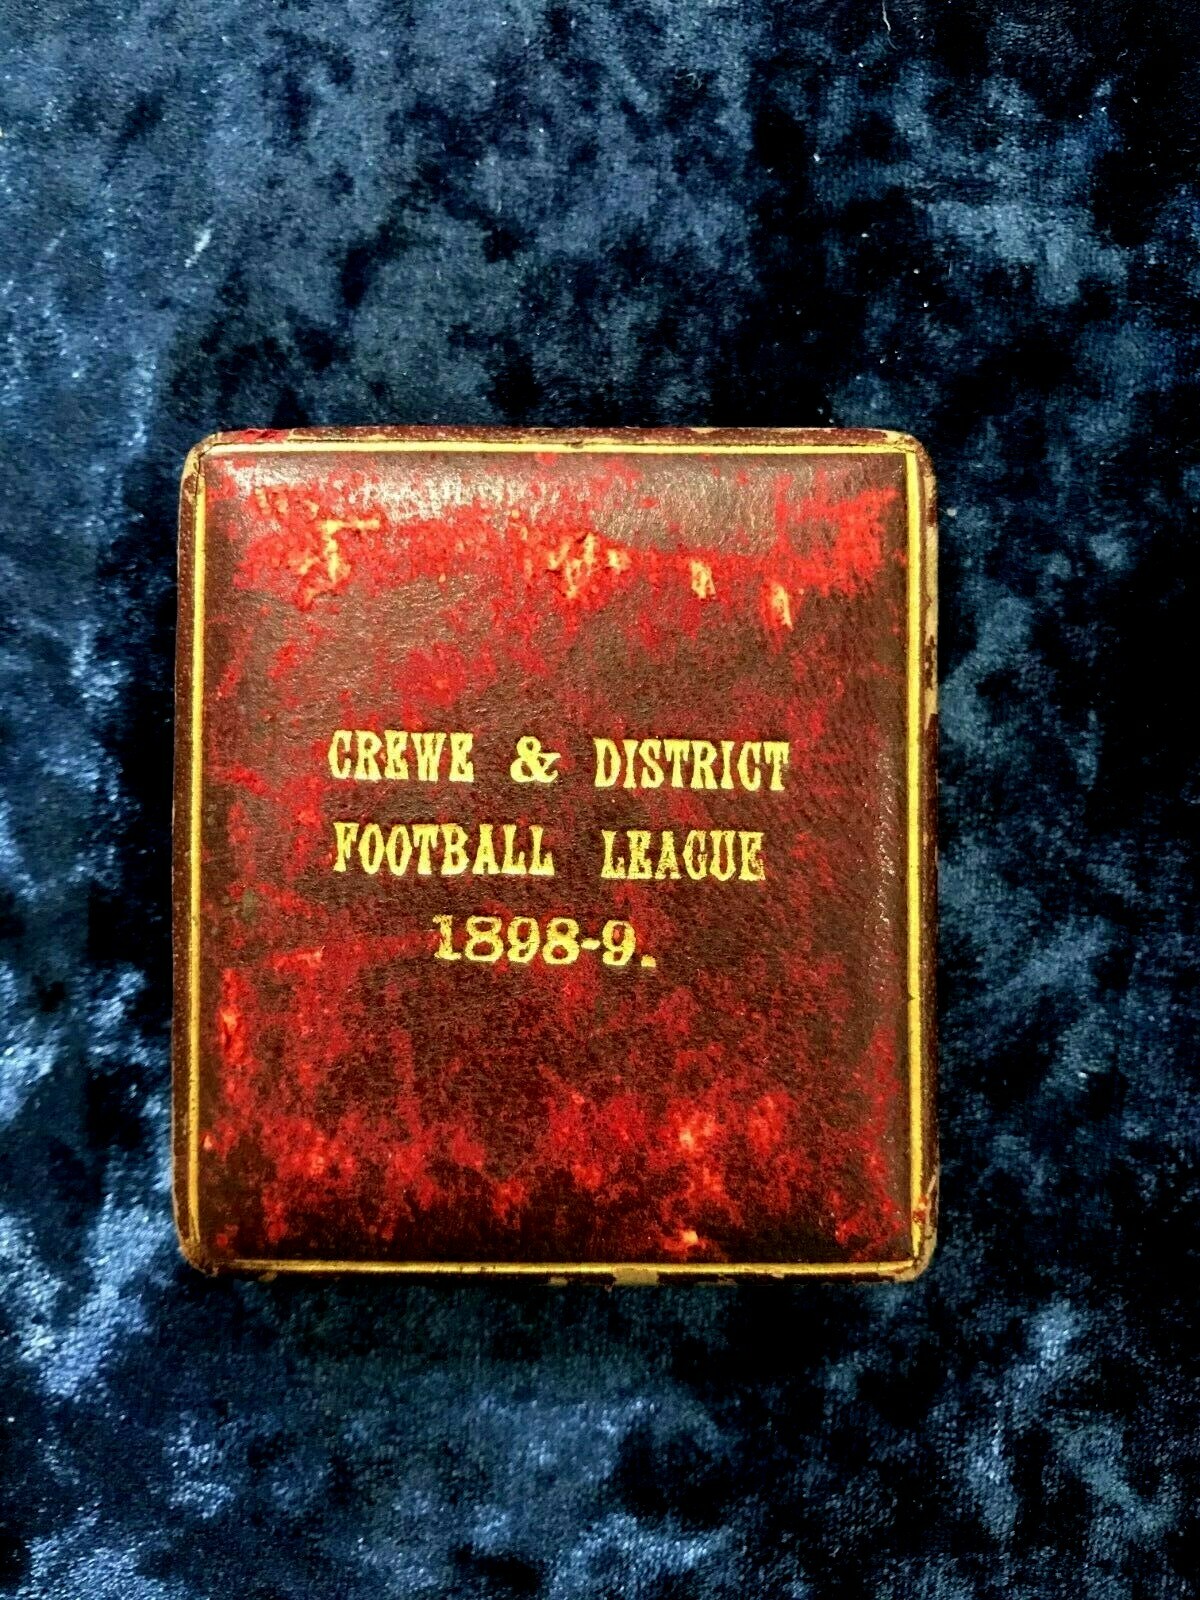 CREWE & DISTRICT
FOOTBALL LEAGUE
1898-9.